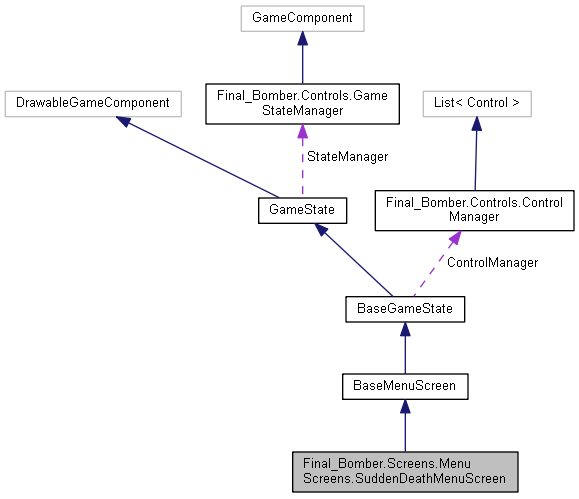 GameComponent
DrawableGameComponent
Final_Bomber.Controls.Game
StateManager
List< Control >
StateManager
GameState
Final_Bomber.Controls.Control
Manager
ControlManager
BaseGameState
BaseMenuScreen
Final_Bomber.Screens.Menu
Screens.SuddenDeathMenuScreen